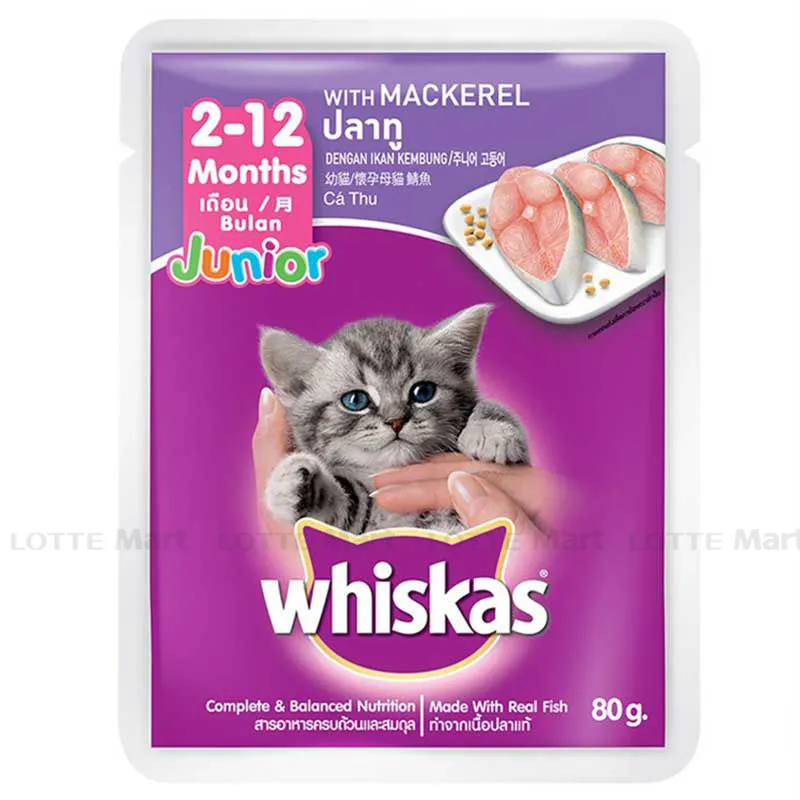 2-12
Months
เดือน / 月
Bulan
Junior
WITH MACKEREL
ปลาทู
DENGAN IKAN KEMBUNG/주니어 고등어
幼貓/懷孕母貓 鯖魚
Cá Thu
LOTTE Mart LOTTE Mart LOTTE Mart LOTTE Mart
whiskas®
Complete & Balanced Nutrition | Made With Real Fish
สารอาหารครบถ้วนและสมดุล | ทำจากเนื้อปลาแท้
80 g.